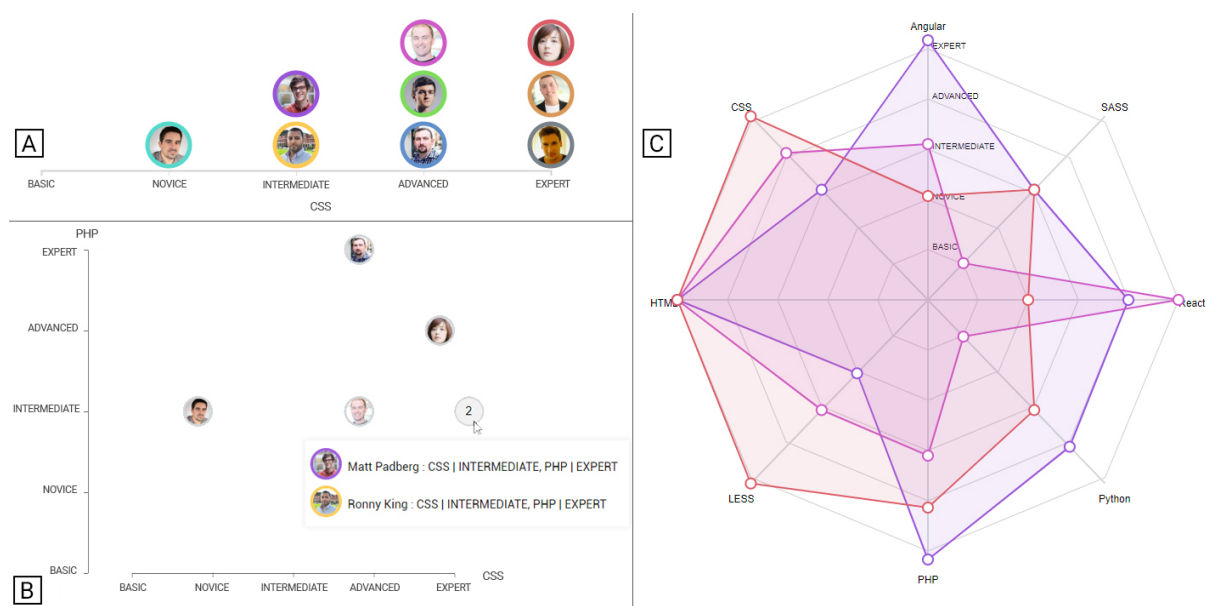 A
BASIC
NOVICE
INTERMEDIATE
ADVANCED
EXPERT
CSS
PHP
EXPERT
ADVANCED
INTERMEDIATE
NOVICE
BASIC
2
Matt Padberg : CSS | INTERMEDIATE, PHP | EXPERT
Ronny King : CSS | INTERMEDIATE, PHP | EXPERT
BASIC
NOVICE
INTERMEDIATE
ADVANCED
EXPERT
CSS
B
C
Angular
EXPERT
ADVANCED
INTERMEDIATE
NOVICE
BASIC
CSS
SASS
HTML
React
LESS
Python
PHP